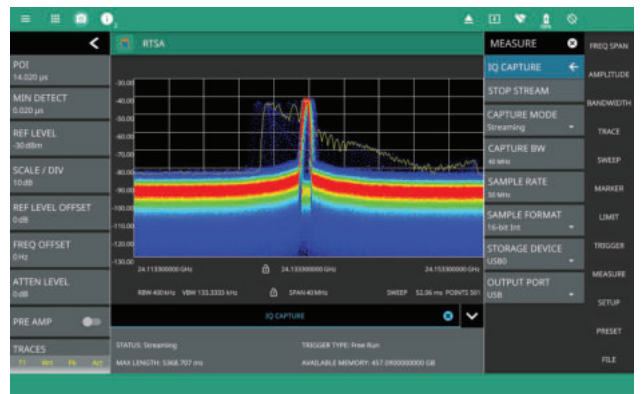 RTSA
POI
14.020 µs
MIN DETECT
0.020 µs
REF LEVEL
-30 dBm
SCALE / DIV
10 dB
REF LEVEL OFFSET
0 dB
FREQ OFFSET
0 Hz
ATTEN LEVEL
0 dB
PRE AMP
TRACES
-30.00
-40.00
-50.00
-60.00
-70.00
-80.00
-90.00
-100.00
-110.00
-120.00
-130.00
24.113300000 GHz
24.133300000 GHz
24.153300000 GHz
RBW 400 kHz VBW 133.3333 kHz
SPAN 40 MHz
SWEEP 52.06 ms POINTS 501
IQ CAPTURE
STATUS: Streaming
TRIGGER TYPE: Free Run
MAX LENGTH: 5368.707 ms
AVAILABLE MEMORY: 457.0900000000 GB
MEASURE
IQ CAPTURE
STOP STREAM
CAPTURE MODE
Streaming
CAPTURE BW
40 MHz
SAMPLE RATE
50 MHz
SAMPLE FORMAT
16-bit Int
STORAGE DEVICE
USB0
OUTPUT PORT
USB
FREQ SPAN
AMPLITUDE
BANDWIDTH
TRACE
SWEEP
MARKER
LIMIT
TRIGGER
MEASURE
SETUP
PRESET
FILE